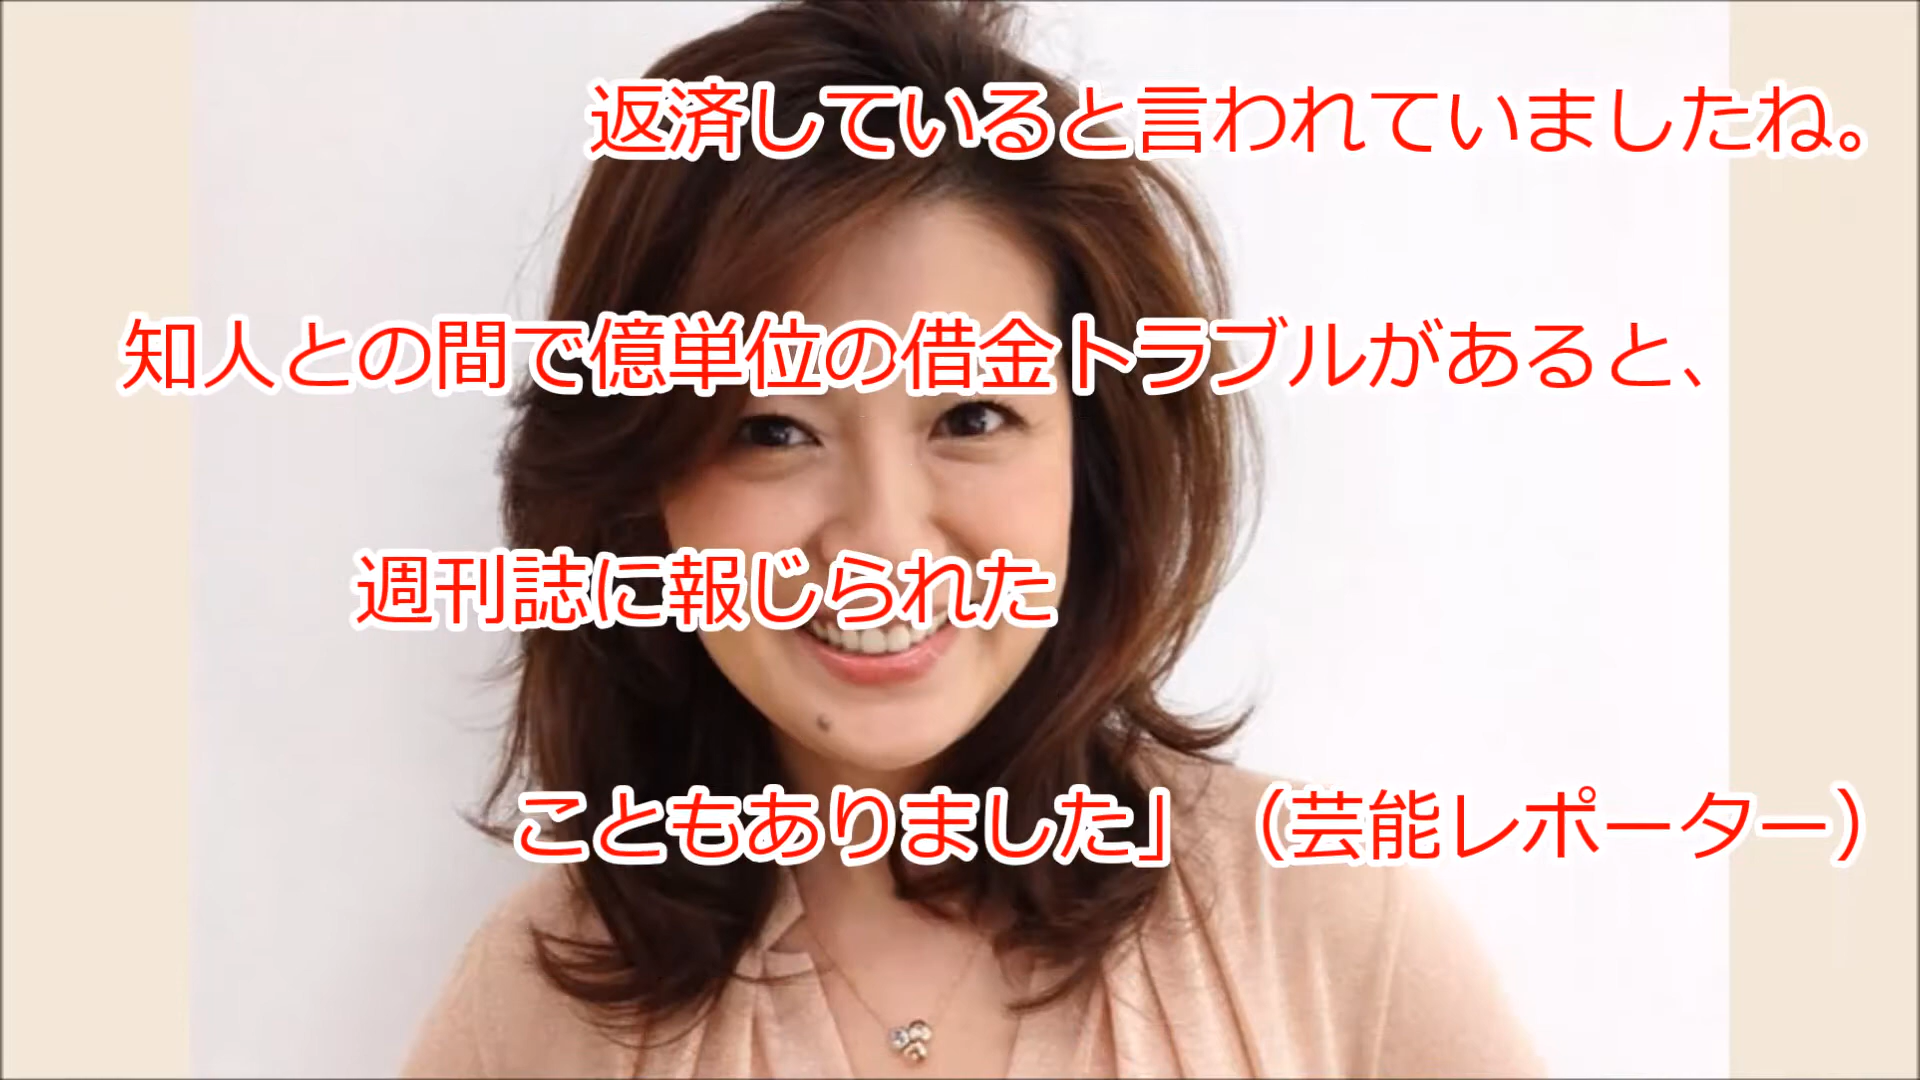 返済していると言われていましたね。
知人との間で億単位の借金トラブルがあると、
週刊誌に報じられた
こともありました」（芸能レポーター）